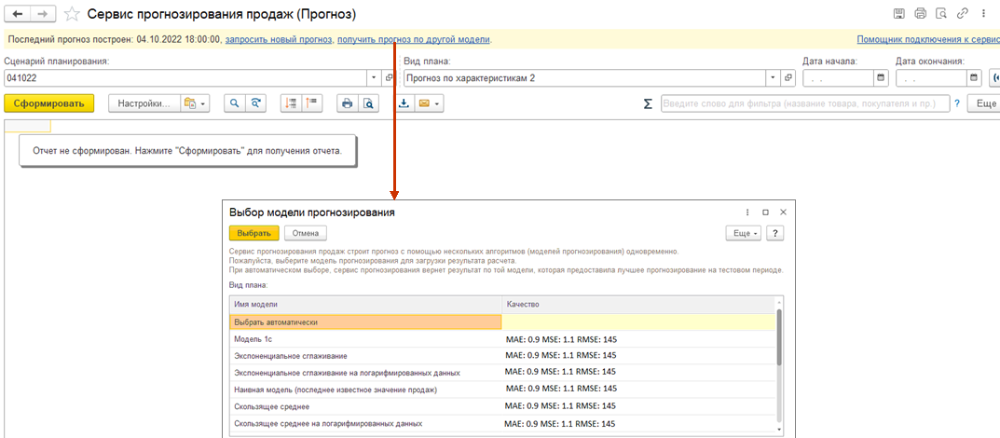 Сервис прогнозирования продаж (Прогноз)
Последний прогноз построен: 04.10.2022 18:00:00, запросить новый прогноз, получить прогноз по другой модели. Помощник подключения к сервис
Сценарий планирования: Вид плана: Дата начала: Дата окончания:
041022 Прогноз по характеристикам 2 . . . .
Сформировать Настройки... Σ Введите слово для фильтра (название товара, покупателя и пр.) ? Еще
Отчет не сформирован. Нажмите "Сформировать" для получения отчета.
Выбор модели прогнозирования
Выбрать Отмена Еще ?
Сервис прогнозирования продаж строит прогноз с помощью нескольких алгоритмов (моделей прогнозирования) одновременно.
Пожалуйста, выберите модель прогнозирования для загрузки результата расчета.
При автоматическом выборе, сервис прогнозирования вернет результат по той модели, которая предоставила лучшее прогнозирование на тестовом периоде.
Вид плана:
Имя модели Качество
Выбрать автоматически
Модель 1с MAE: 0.9 MSE: 1.1 RMSE: 145
Экспоненциальное сглаживание MAE: 0.9 MSE: 1.1 RMSE: 145
Экспоненциальное сглаживание на логарифмированных данных MAE: 0.9 MSE: 1.1 RMSE: 145
Наивная модель (последнее известное значение продаж) MAE: 0.9 MSE: 1.1 RMSE: 145
Скользящее среднее MAE: 0.9 MSE: 1.1 RMSE: 145
Скользящее среднее на логарифмированных данных MAE: 0.9 MSE: 1.1 RMSE: 145